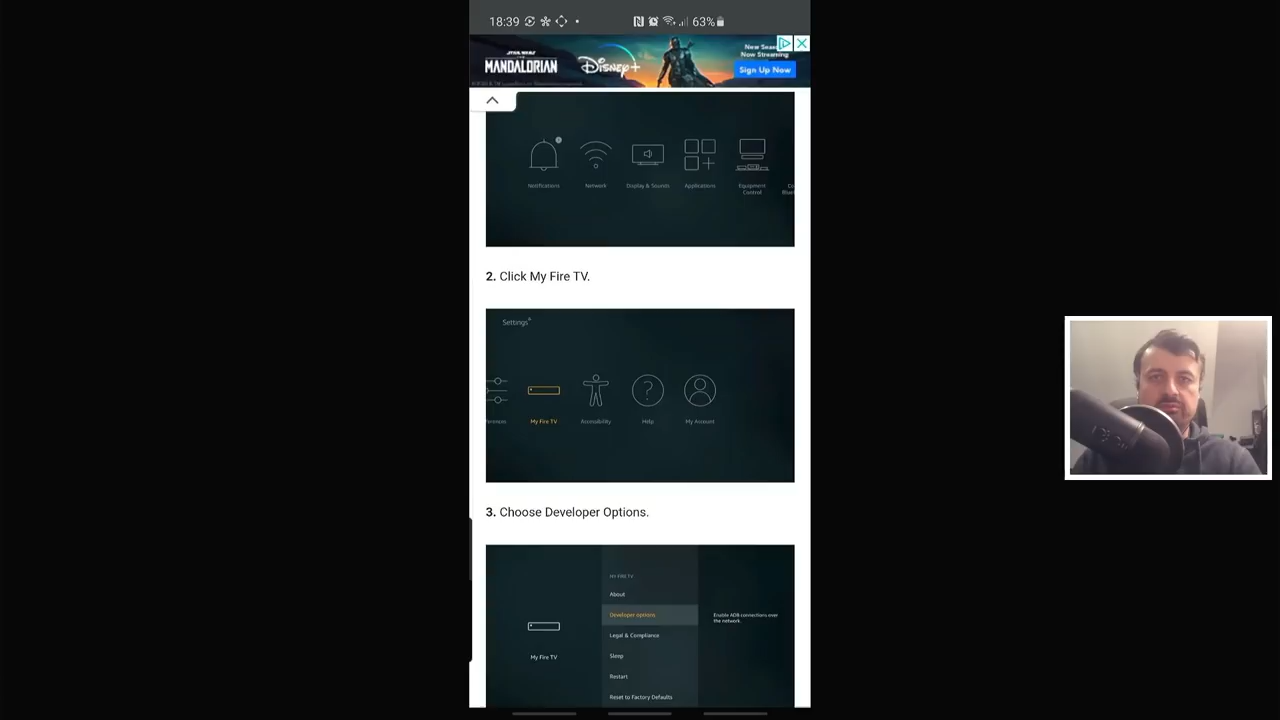 18:39
63%
STAR WARS
THE
MANDALORIAN
Disney+
Now Streaming
Sign Up Now
Notifications
Network
Display & Sounds
Applications
Equipment
Control
2. Click My Fire TV.
Settings
My Fire TV
Accessibility
Help
My Account
3. Choose Developer Options.
MY FIRE TV
About
Developer options
Enable ADB connections over
the network.
Legal & Compliance
My Fire TV
Sleep
Restart
Reset to Factory Defaults